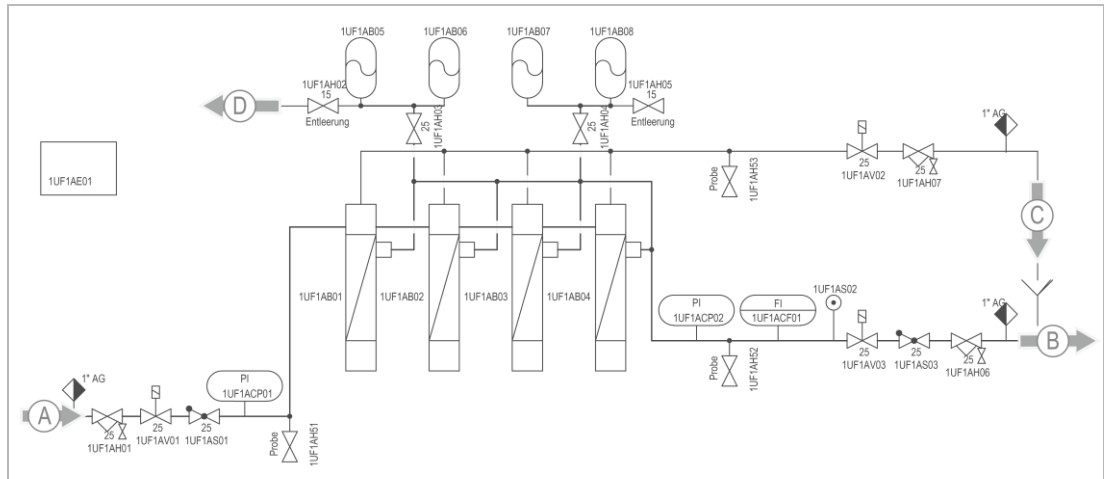 1UF1AB05
1UF1AB06
1UF1AB07
1UF1AB08
D
1UF1AH02
15
Entleerung
25
1UF1AH03
25
1UF1AH04
1UF1AH05
15
Entleerung
1UF1AE01
Probe
1UF1AH53
25
1UF1AV02
25
1UF1AH07
1" AG
C
1UF1AB01
1UF1AB02
1UF1AB03
1UF1AB04
PI
1UF1ACP02
FI
1UF1ACF01
1UF1AS02
1" AG
Probe
1UF1AH52
25
1UF1AV03
25
1UF1AS03
25
1UF1AH06
B
A
1" AG
25
1UF1AH01
25
1UF1AV01
25
1UF1AS01
PI
1UF1ACP01
Probe
1UF1AH51